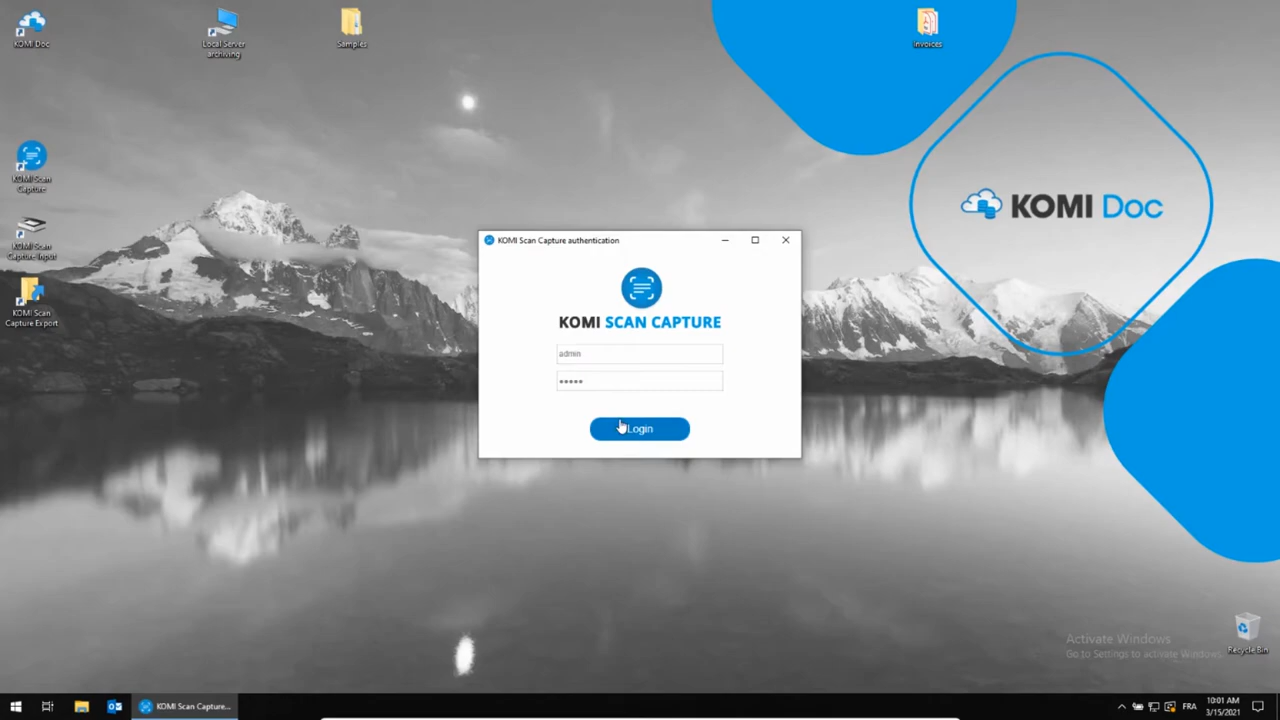 KOMI Doc
Local Server
archiving
Samples
Invoices
KOMI Scan
Capture
KOMI Scan
Capture Input
KOMI Scan
Capture Export
KOMI Doc
KOMI Scan Capture authentication
KOMI SCAN CAPTURE
admin
•••••
Login
Activate Windows
Go to Settings to activate Windows.
Recycle Bin
KOMI Scan Capture...
FRA
10:01 AM
3/15/2021